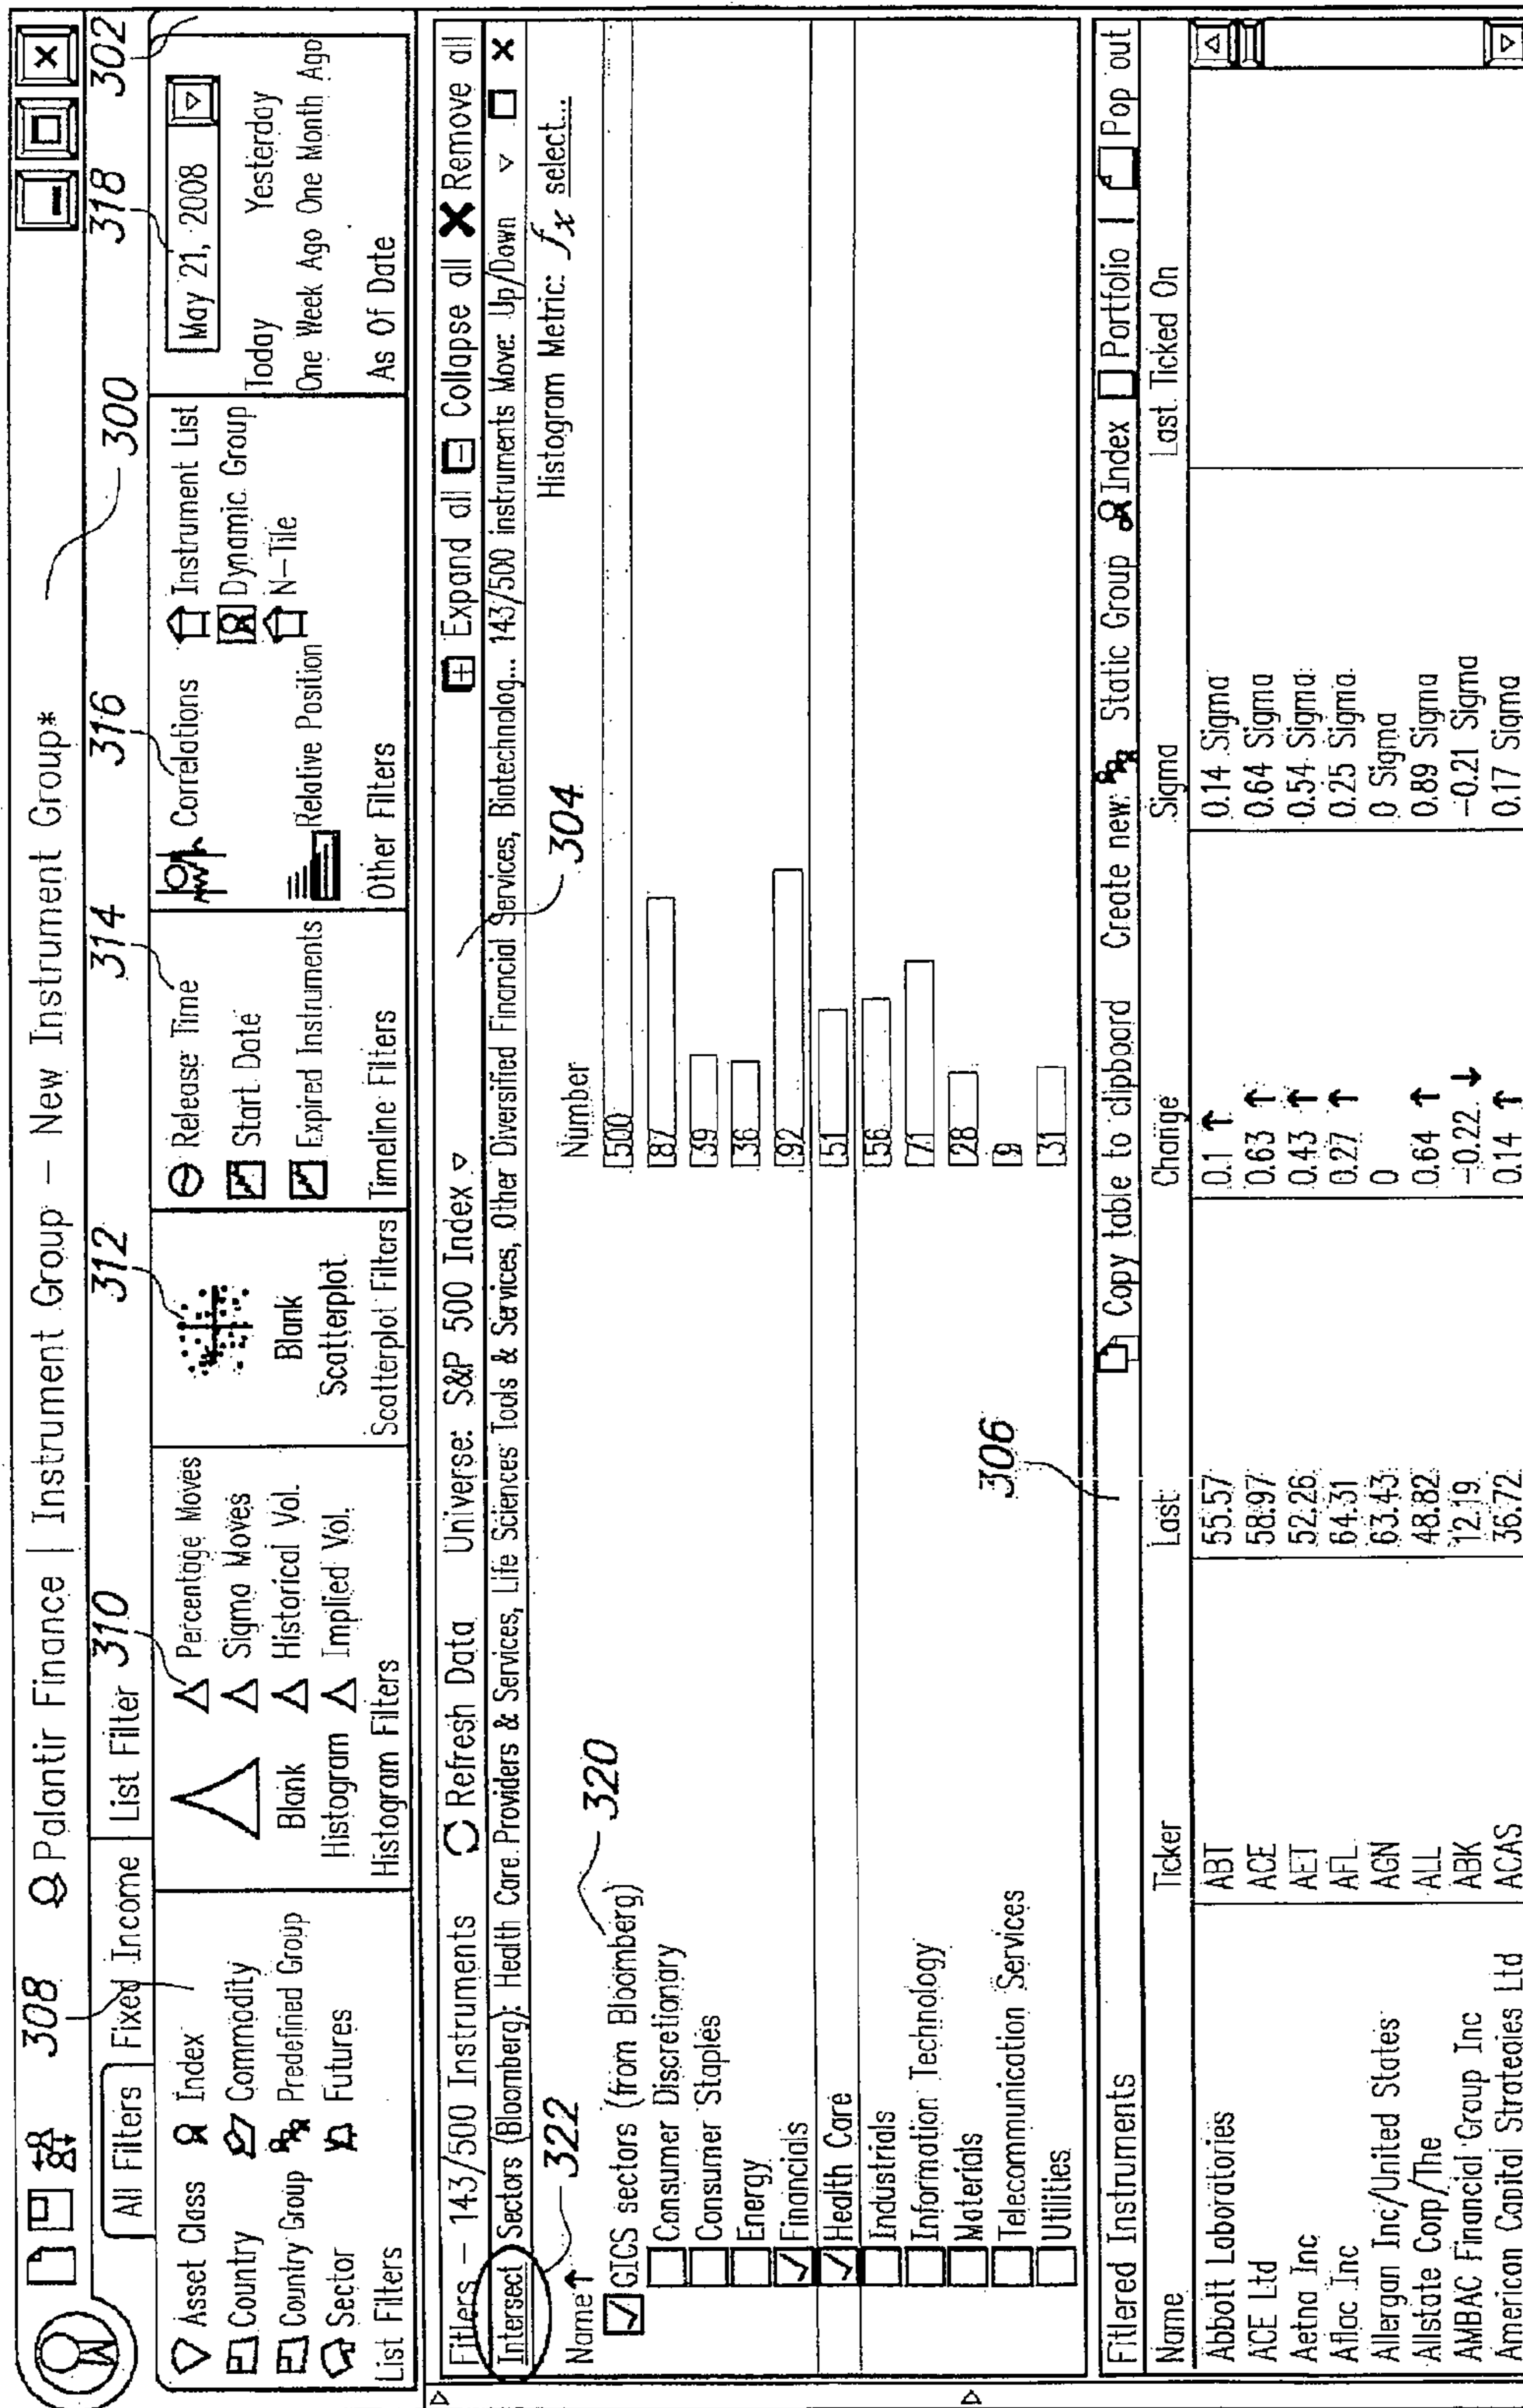 308 Palantir Finance | Instrument Group – New Instrument Group*
All Filters Fixed Income List Filter 310 312 314 316 300 318 302
Asset Class Index
Country Commodity
Country Group Predefined Group
Sector Futures
List Filters
Blank
Histogram
Percentage Moves
Sigma Moves
Historical Vol.
Implied Vol.
Histogram Filters
Blank
Scatterplot
Scatterplot Filters
Release Time
Start Date
Expired Instruments
Timeline Filters
Correlations Instrument List
Dynamic Group
Relative Position N-Tile
Other Filters
May 21, 2008
Today Yesterday
One Week Ago One Month Ago
As Of Date
Filters – 143/500 Instruments Refresh Data Universe: S&P 500 Index Expand all Collapse all Remove all
Intersect Sectors (Bloomberg): Health Care Providers & Services, Life Sciences Tools & Services, Other Diversified Financial Services, Biotechnolog... 143/500 instruments Move: Up/Down
322 320 304
Name Number Histogram Metric: fx select...
GICS sectors (from Bloomberg) 500
Consumer Discretionary 87
Consumer Staples 39
Energy 36
Financials 92
Health Care 51
Industrials 56
Information Technology 71
Materials 28
Telecommunication Services 9
Utilities 31
306
Filtered Instruments Copy table to clipboard Create new: Static Group Index Portfolio | Pop out
Name Ticker Last Change Sigma Last Ticked On
Abbott Laboratories ABT 55.57 0.1 ↑ 0.14 Sigma
ACE Ltd ACE 58.97 0.63 ↑ 0.64 Sigma
Aetna Inc AET 52.26 0.43 ↑ 0.54 Sigma
Aflac Inc AFL 64.31 0.27 ↑ 0.25 Sigma
Allergan Inc/United States AGN 63.43 0 0 Sigma
Allstate Corp/The ALL 48.82 0.64 ↑ 0.89 Sigma
AMBAC Financial Group Inc ABK 12.19 -0.22 ↓ -0.21 Sigma
American Capital Strategies Ltd ACAS 36.72 0.14 ↑ 0.17 Sigma